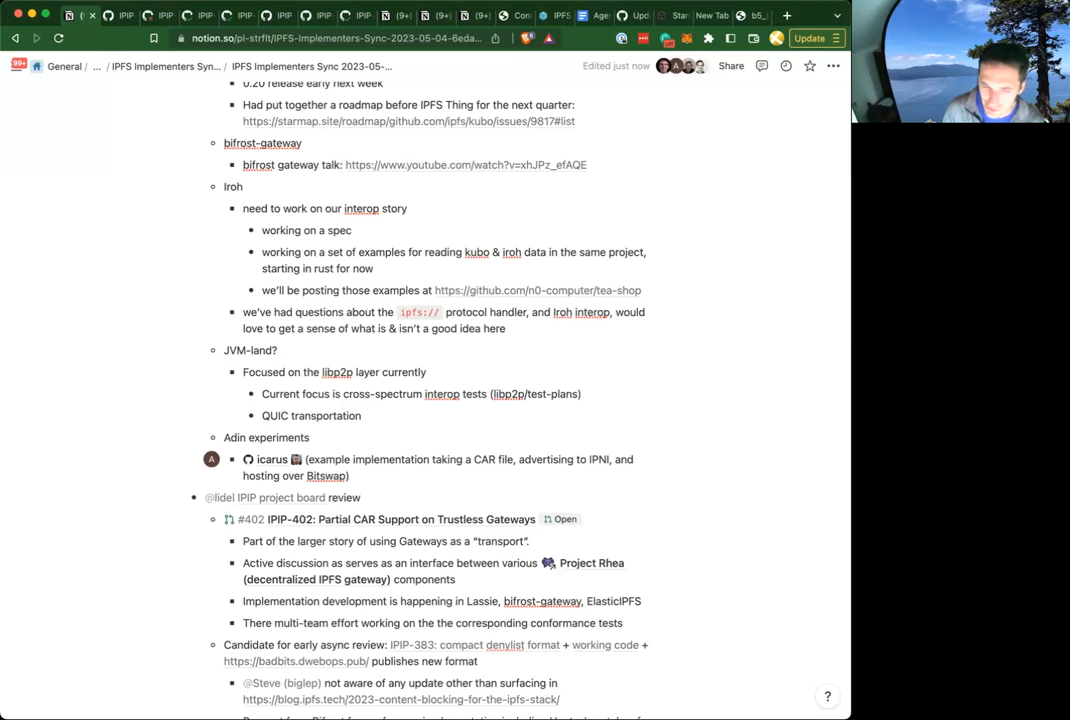 ( IPIP IPIP (9+) (9+) (9+) Con IPFS Age Upd Star New Tab b5_
notion.so/pl-strflt/IPFS-Implementers-Sync-2023-05-04-6eda... Update
99+ General / ... / IPFS Implementers Syn... / IPFS Implementers Sync 2023-05-... Edited just now A Share
0.20 release early next week
Had put together a roadmap before IPFS Thing for the next quarter:
https://starmap.site/roadmap/github.com/ipfs/kubo/issues/9817#list
bifrost-gateway
bifrost gateway talk: https://www.youtube.com/watch?v=xhJPz_efAQE
Iroh
need to work on our interop story
working on a spec
working on a set of examples for reading kubo & iroh data in the same project,
starting in rust for now
we'll be posting those examples at https://github.com/n0-computer/tea-shop
we've had questions about the ipfs:// protocol handler, and Iroh interop, would
love to get a sense of what is & isn't a good idea here
JVM-land?
Focused on the libp2p layer currently
Current focus is cross-spectrum interop tests (libp2p/test-plans)
QUIC transportation
Adin experiments
A icarus (example implementation taking a CAR file, advertising to IPNI, and
hosting over Bitswap)
@lidel IPIP project board review
#402 IPIP-402: Partial CAR Support on Trustless Gateways Open
Part of the larger story of using Gateways as a “transport”.
Active discussion as serves as an interface between various Project Rhea
(decentralized IPFS gateway) components
Implementation development is happening in Lassie, bifrost-gateway, ElasticIPFS
There multi-team effort working on the the corresponding conformance tests
Candidate for early async review: IPIP-383: compact denylist format + working code +
https://badbits.dwebops.pub/ publishes new format
@Steve (biglep) not aware of any update other than surfacing in
https://blog.ipfs.tech/2023-content-blocking-for-the-ipfs-stack/
?